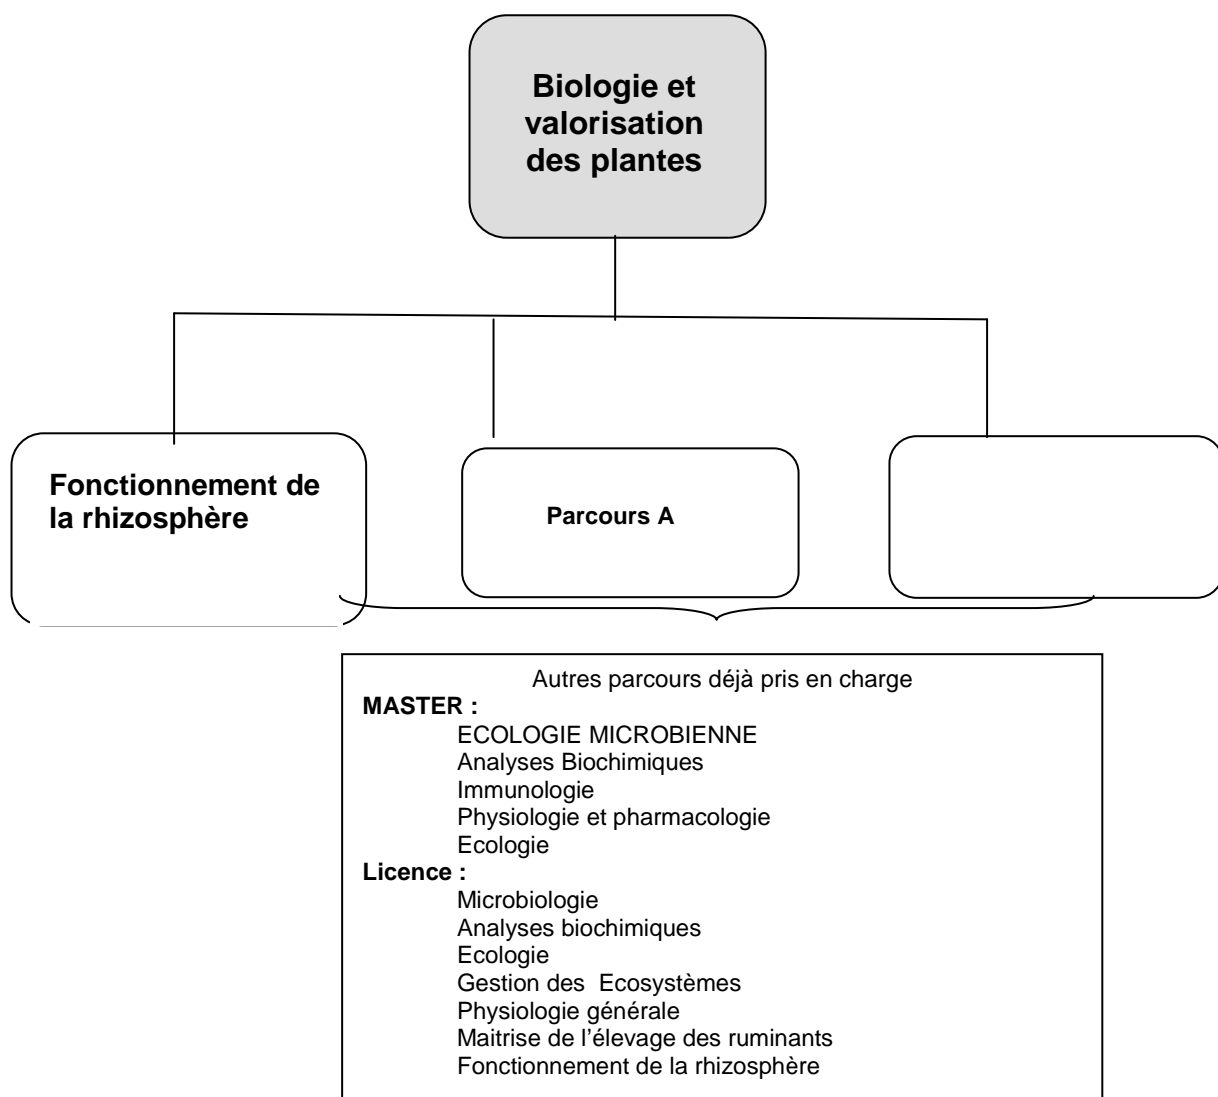 Biologie et
valorisation
des plantes
Fonctionnement de
la rhizosphère
Parcours A
Autres parcours déjà pris en charge
MASTER :
ECOLOGIE MICROBIENNE
Analyses Biochimiques
Immunologie
Physiologie et pharmacologie
Ecologie
Licence :
Microbiologie
Analyses biochimiques
Ecologie
Gestion des  Ecosystèmes
Physiologie générale
Maitrise de l’élevage des ruminants
Fonctionnement de la rhizosphère